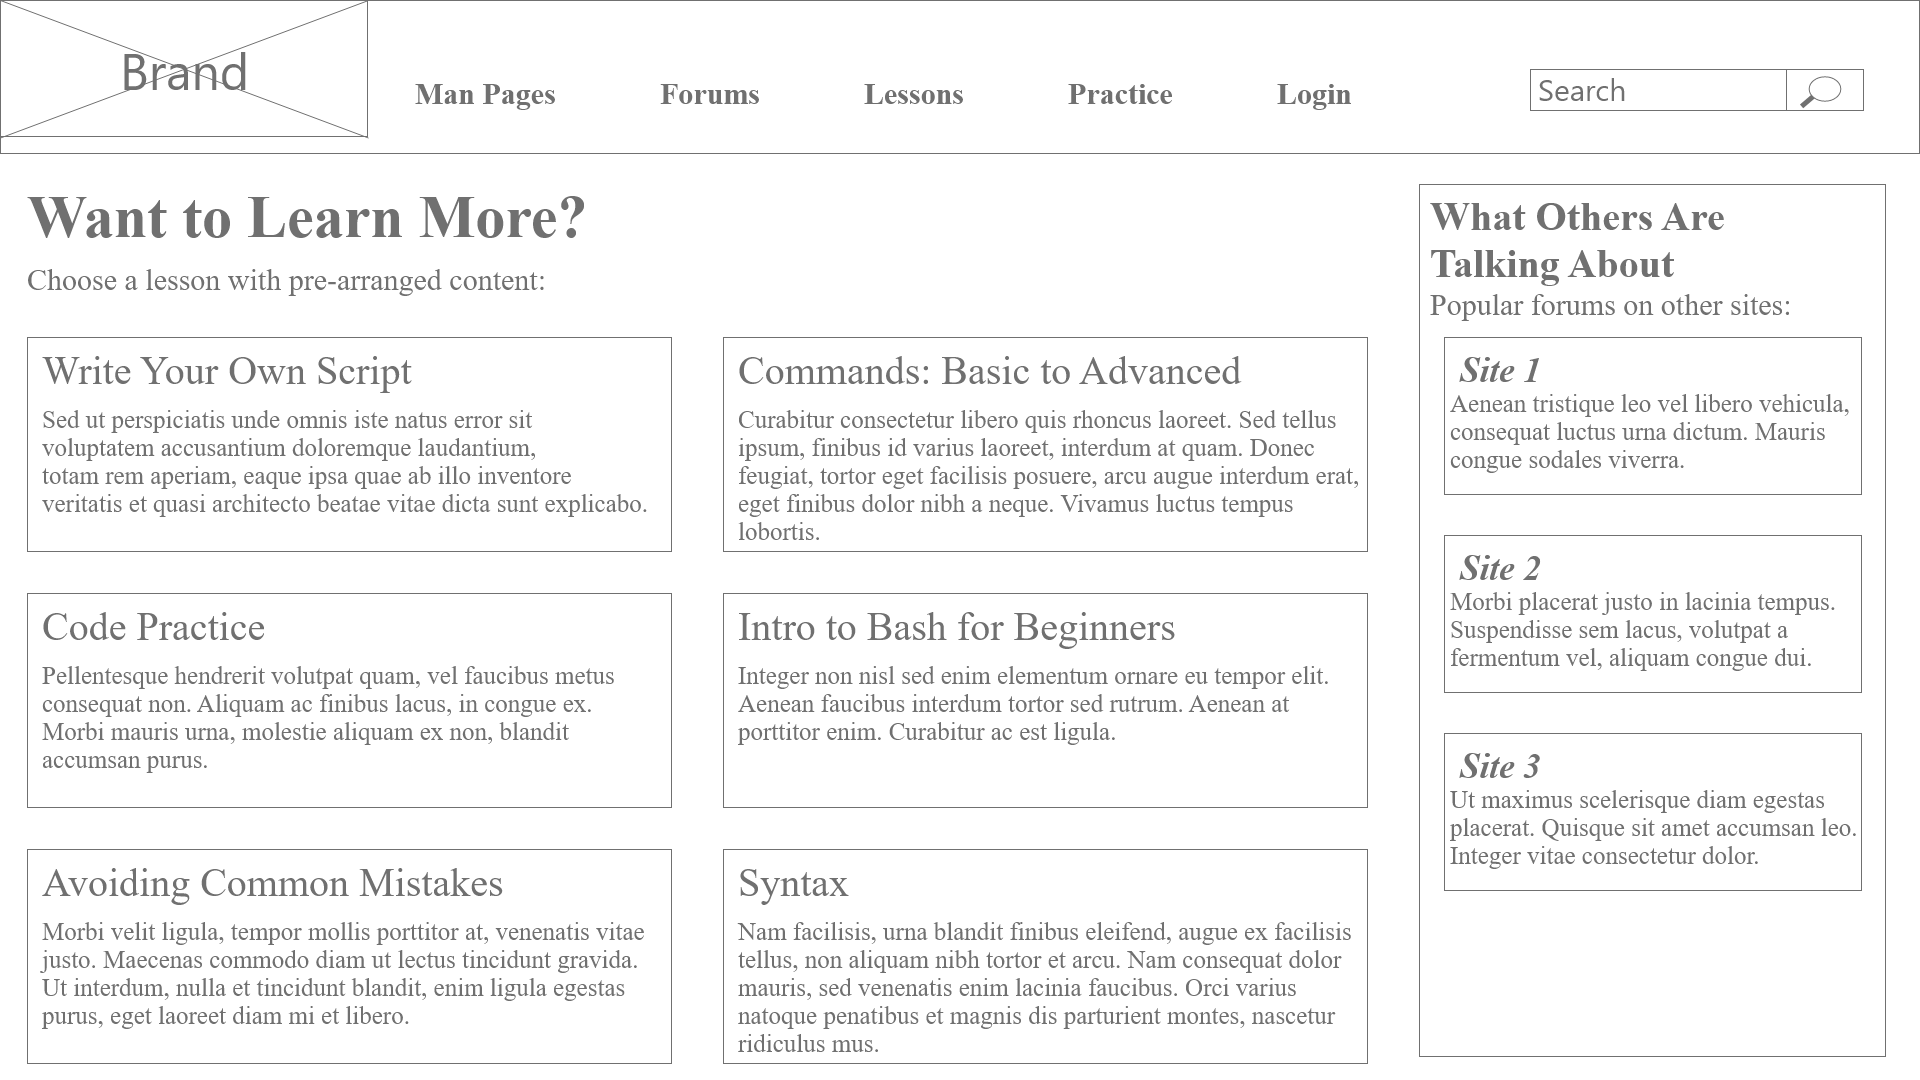 Brand
Man Pages
Forums
Lessons
Practice
Login
Search
Want to Learn More?
Choose a lesson with pre-arranged content:
Write Your Own Script
Sed ut perspiciatis unde omnis iste natus error sit
voluptatem accusantium doloremque laudantium,
totam rem aperiam, eaque ipsa quae ab illo inventore
veritatis et quasi architecto beatae vitae dicta sunt explicabo.
Commands: Basic to Advanced
Curabitur consectetur libero quis rhoncus laoreet. Sed tellus
ipsum, finibus id varius laoreet, interdum at quam. Donec
feugiat, tortor eget facilisis posuere, arcu augue interdum erat,
eget finibus dolor nibh a neque. Vivamus luctus tempus
lobortis.
Code Practice
Pellentesque hendrerit volutpat quam, vel faucibus metus
consequat non. Aliquam ac finibus lacus, in congue ex.
Morbi mauris urna, molestie aliquam ex non, blandit
accumsan purus.
Intro to Bash for Beginners
Integer non nisl sed enim elementum ornare eu tempor elit.
Aenean faucibus interdum tortor sed rutrum. Aenean at
porttitor enim. Curabitur ac est ligula.
Avoiding Common Mistakes
Morbi velit ligula, tempor mollis porttitor at, venenatis vitae
justo. Maecenas commodo diam ut lectus tincidunt gravida.
Ut interdum, nulla et tincidunt blandit, enim ligula egestas
purus, eget laoreet diam mi et libero.
Syntax
Nam facilisis, urna blandit finibus eleifend, augue ex facilisis
tellus, non aliquam nibh tortor et arcu. Nam consequat dolor
mauris, sed venenatis enim lacinia faucibus. Orci varius
natoque penatibus et magnis dis parturient montes, nascetur
ridiculus mus.
What Others Are
Talking About
Popular forums on other sites:
Site 1
Aenean tristique leo vel libero vehicula,
consequat luctus urna dictum. Mauris
congue sodales viverra.
Site 2
Morbi placerat justo in lacinia tempus.
Suspendisse sem lacus, volutpat a
fermentum vel, aliquam congue dui.
Site 3
Ut maximus scelerisque diam egestas
placerat. Quisque sit amet accumsan leo.
Integer vitae consectetur dolor.